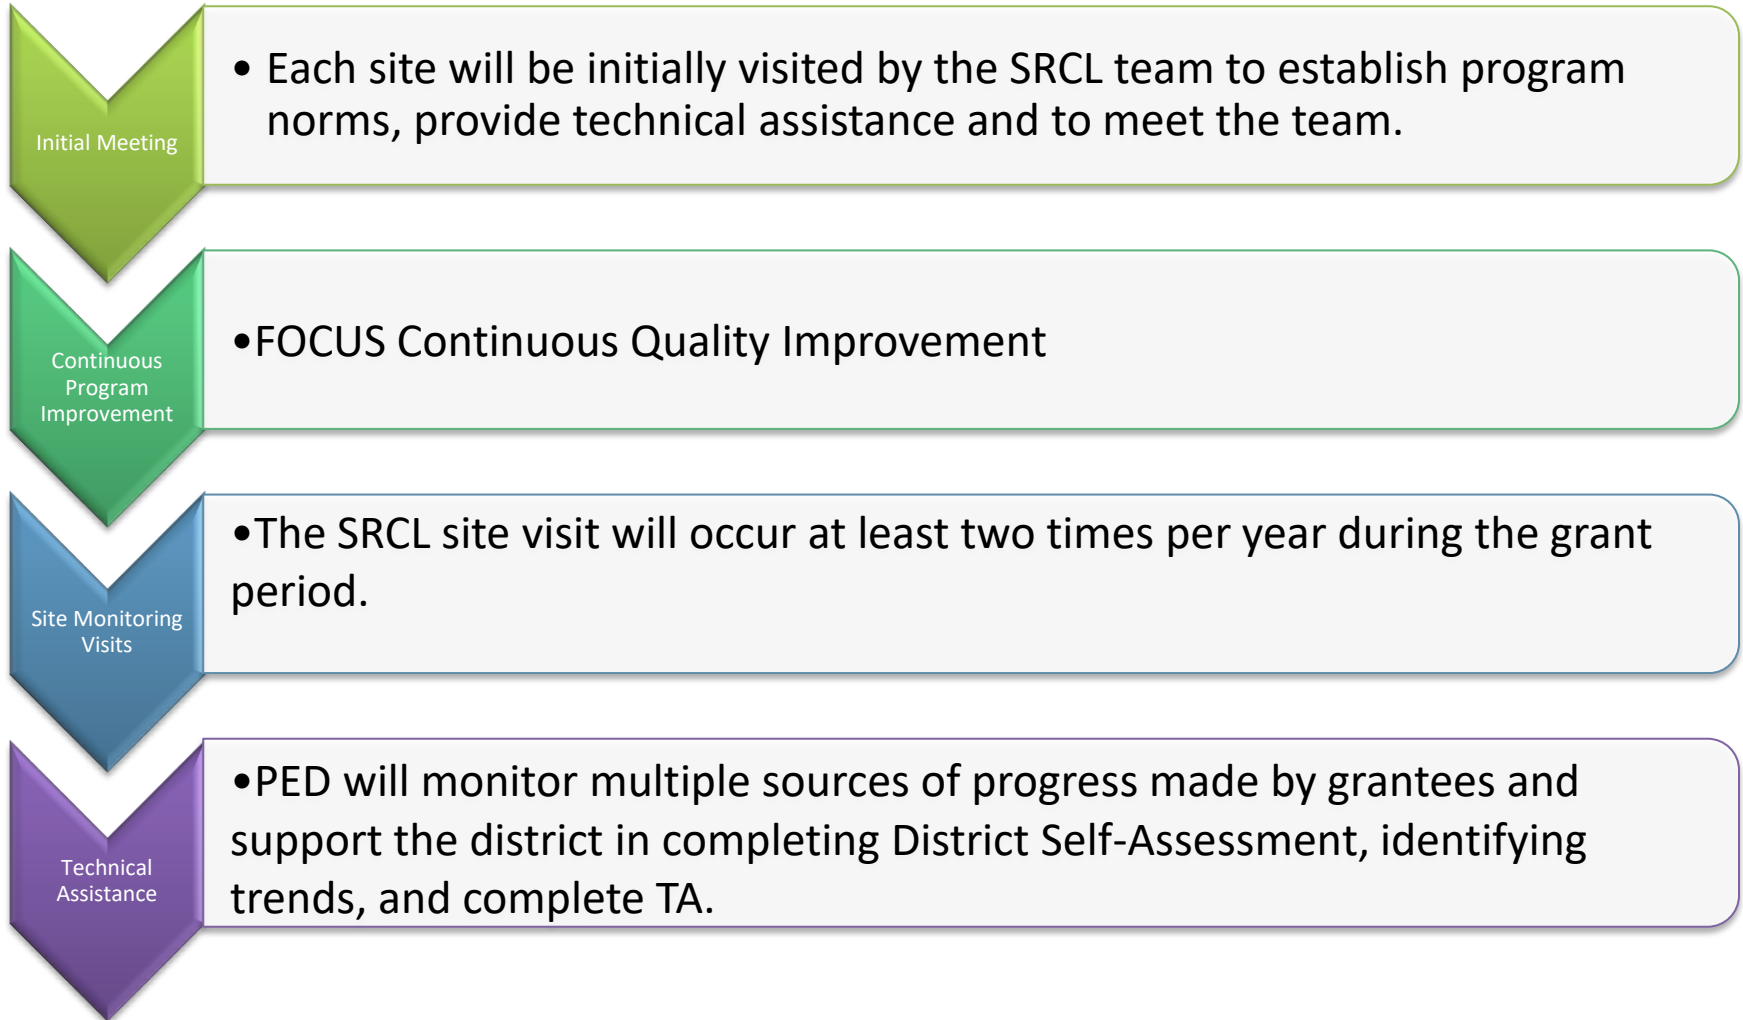 Initial Meeting
• Each site will be initially visited by the SRCL team to establish program
norms, provide technical assistance and to meet the team.
Continuous
Program
Improvement
•FOCUS Continuous Quality Improvement
Site Monitoring
Visits
•The SRCL site visit will occur at least two times per year during the grant
period.
Technical
Assistance
•PED will monitor multiple sources of progress made by grantees and
support the district in completing District Self-Assessment, identifying
trends, and complete TA.